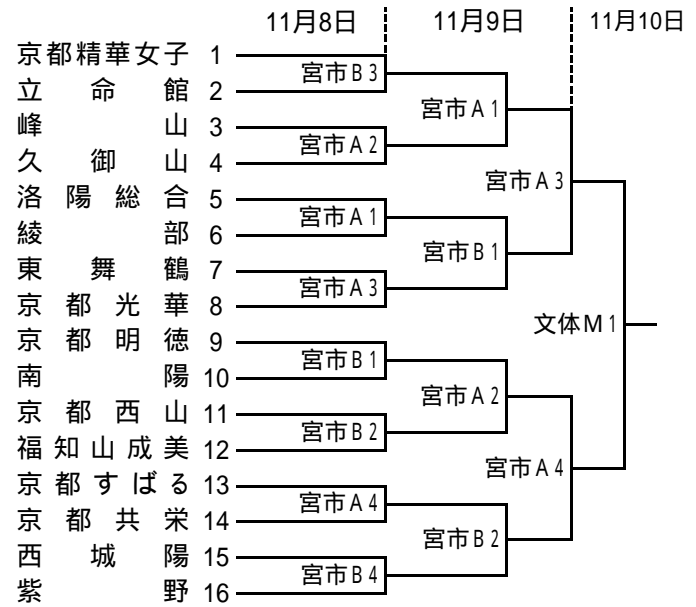 11月8日 11月9日 11月10日
京都精華女子 1
宮市B3
立命館 2
宮市A1
峰山 3
宮市A2
久御山 4
宮市A3
洛陽総合 5
宮市A1
綾部 6
宮市B1
東舞鶴 7
宮市A3
京都光華 8
文体M1
京都明徳 9
宮市B1
南陽 10
宮市A2
京都西山 11
宮市B2
福知山成美 12
宮市A4
京都すばる 13
宮市A4
京都共栄 14
宮市B2
西城陽 15
宮市B4
紫野 16